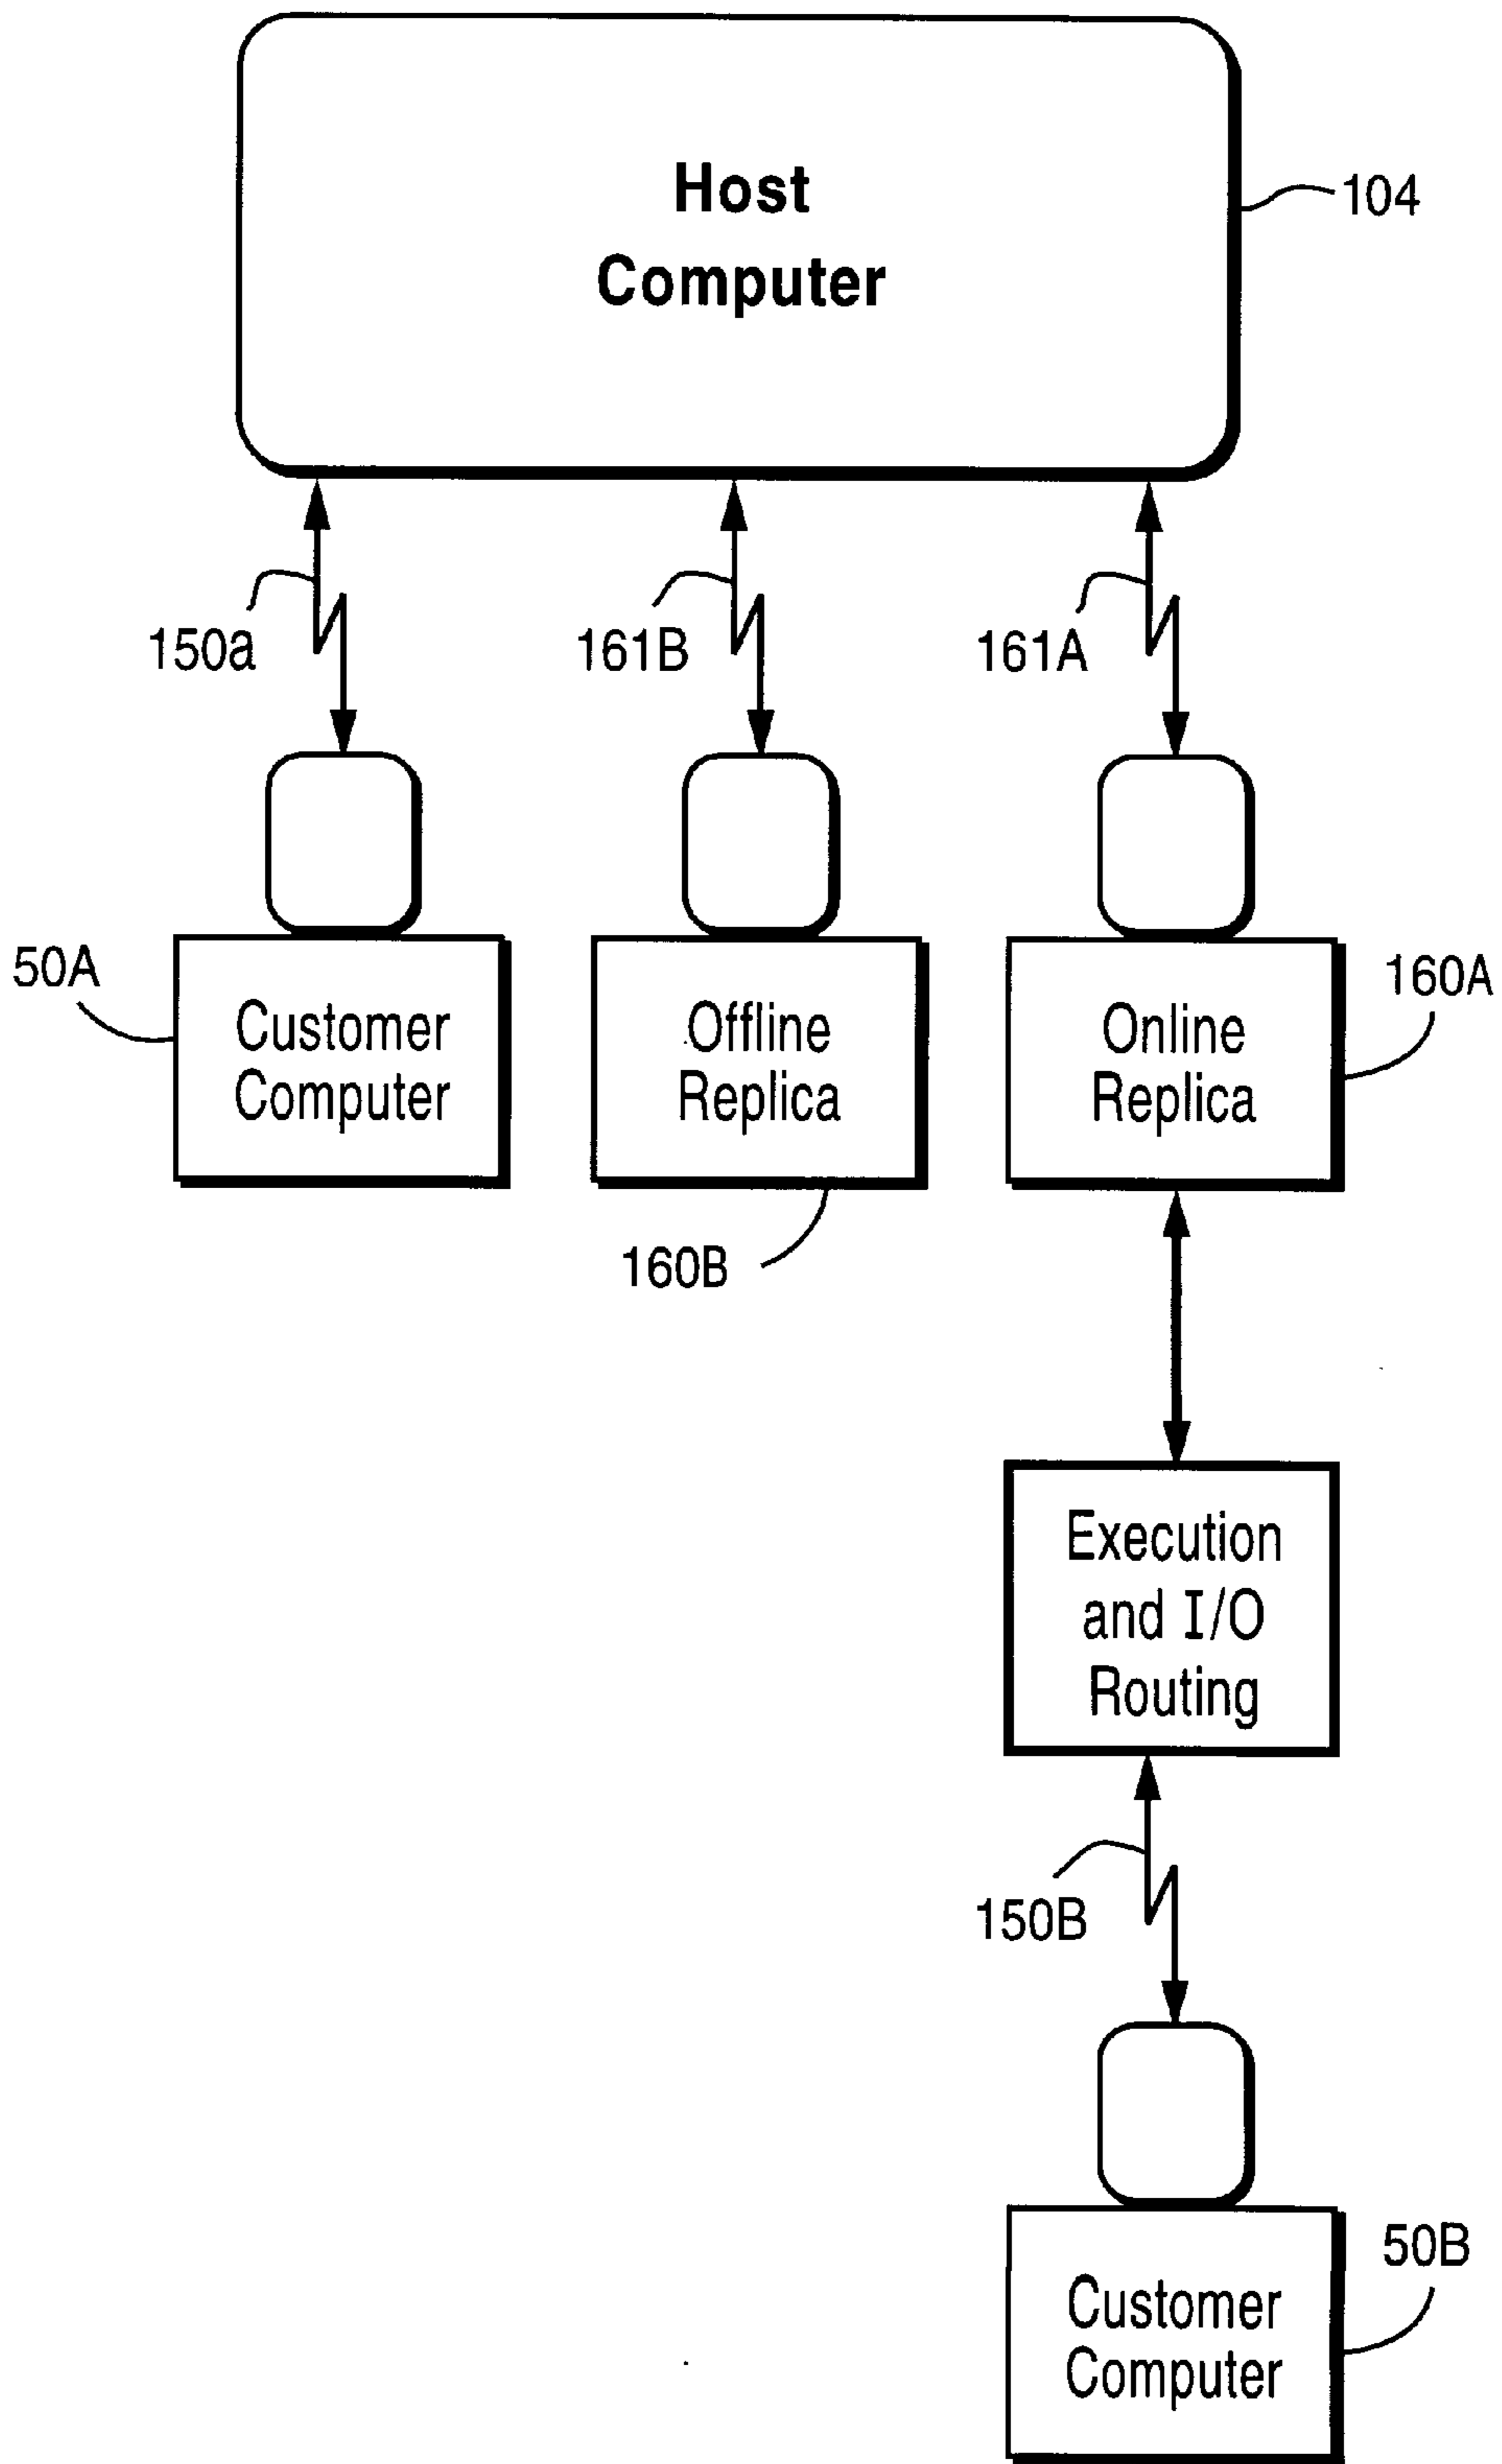 Host
Computer
104
150a
161B
161A
50A
Customer
Computer
Offline
Replica
Online
Replica
160A
160B
Execution
and I/O
Routing
150B
50B
Customer
Computer